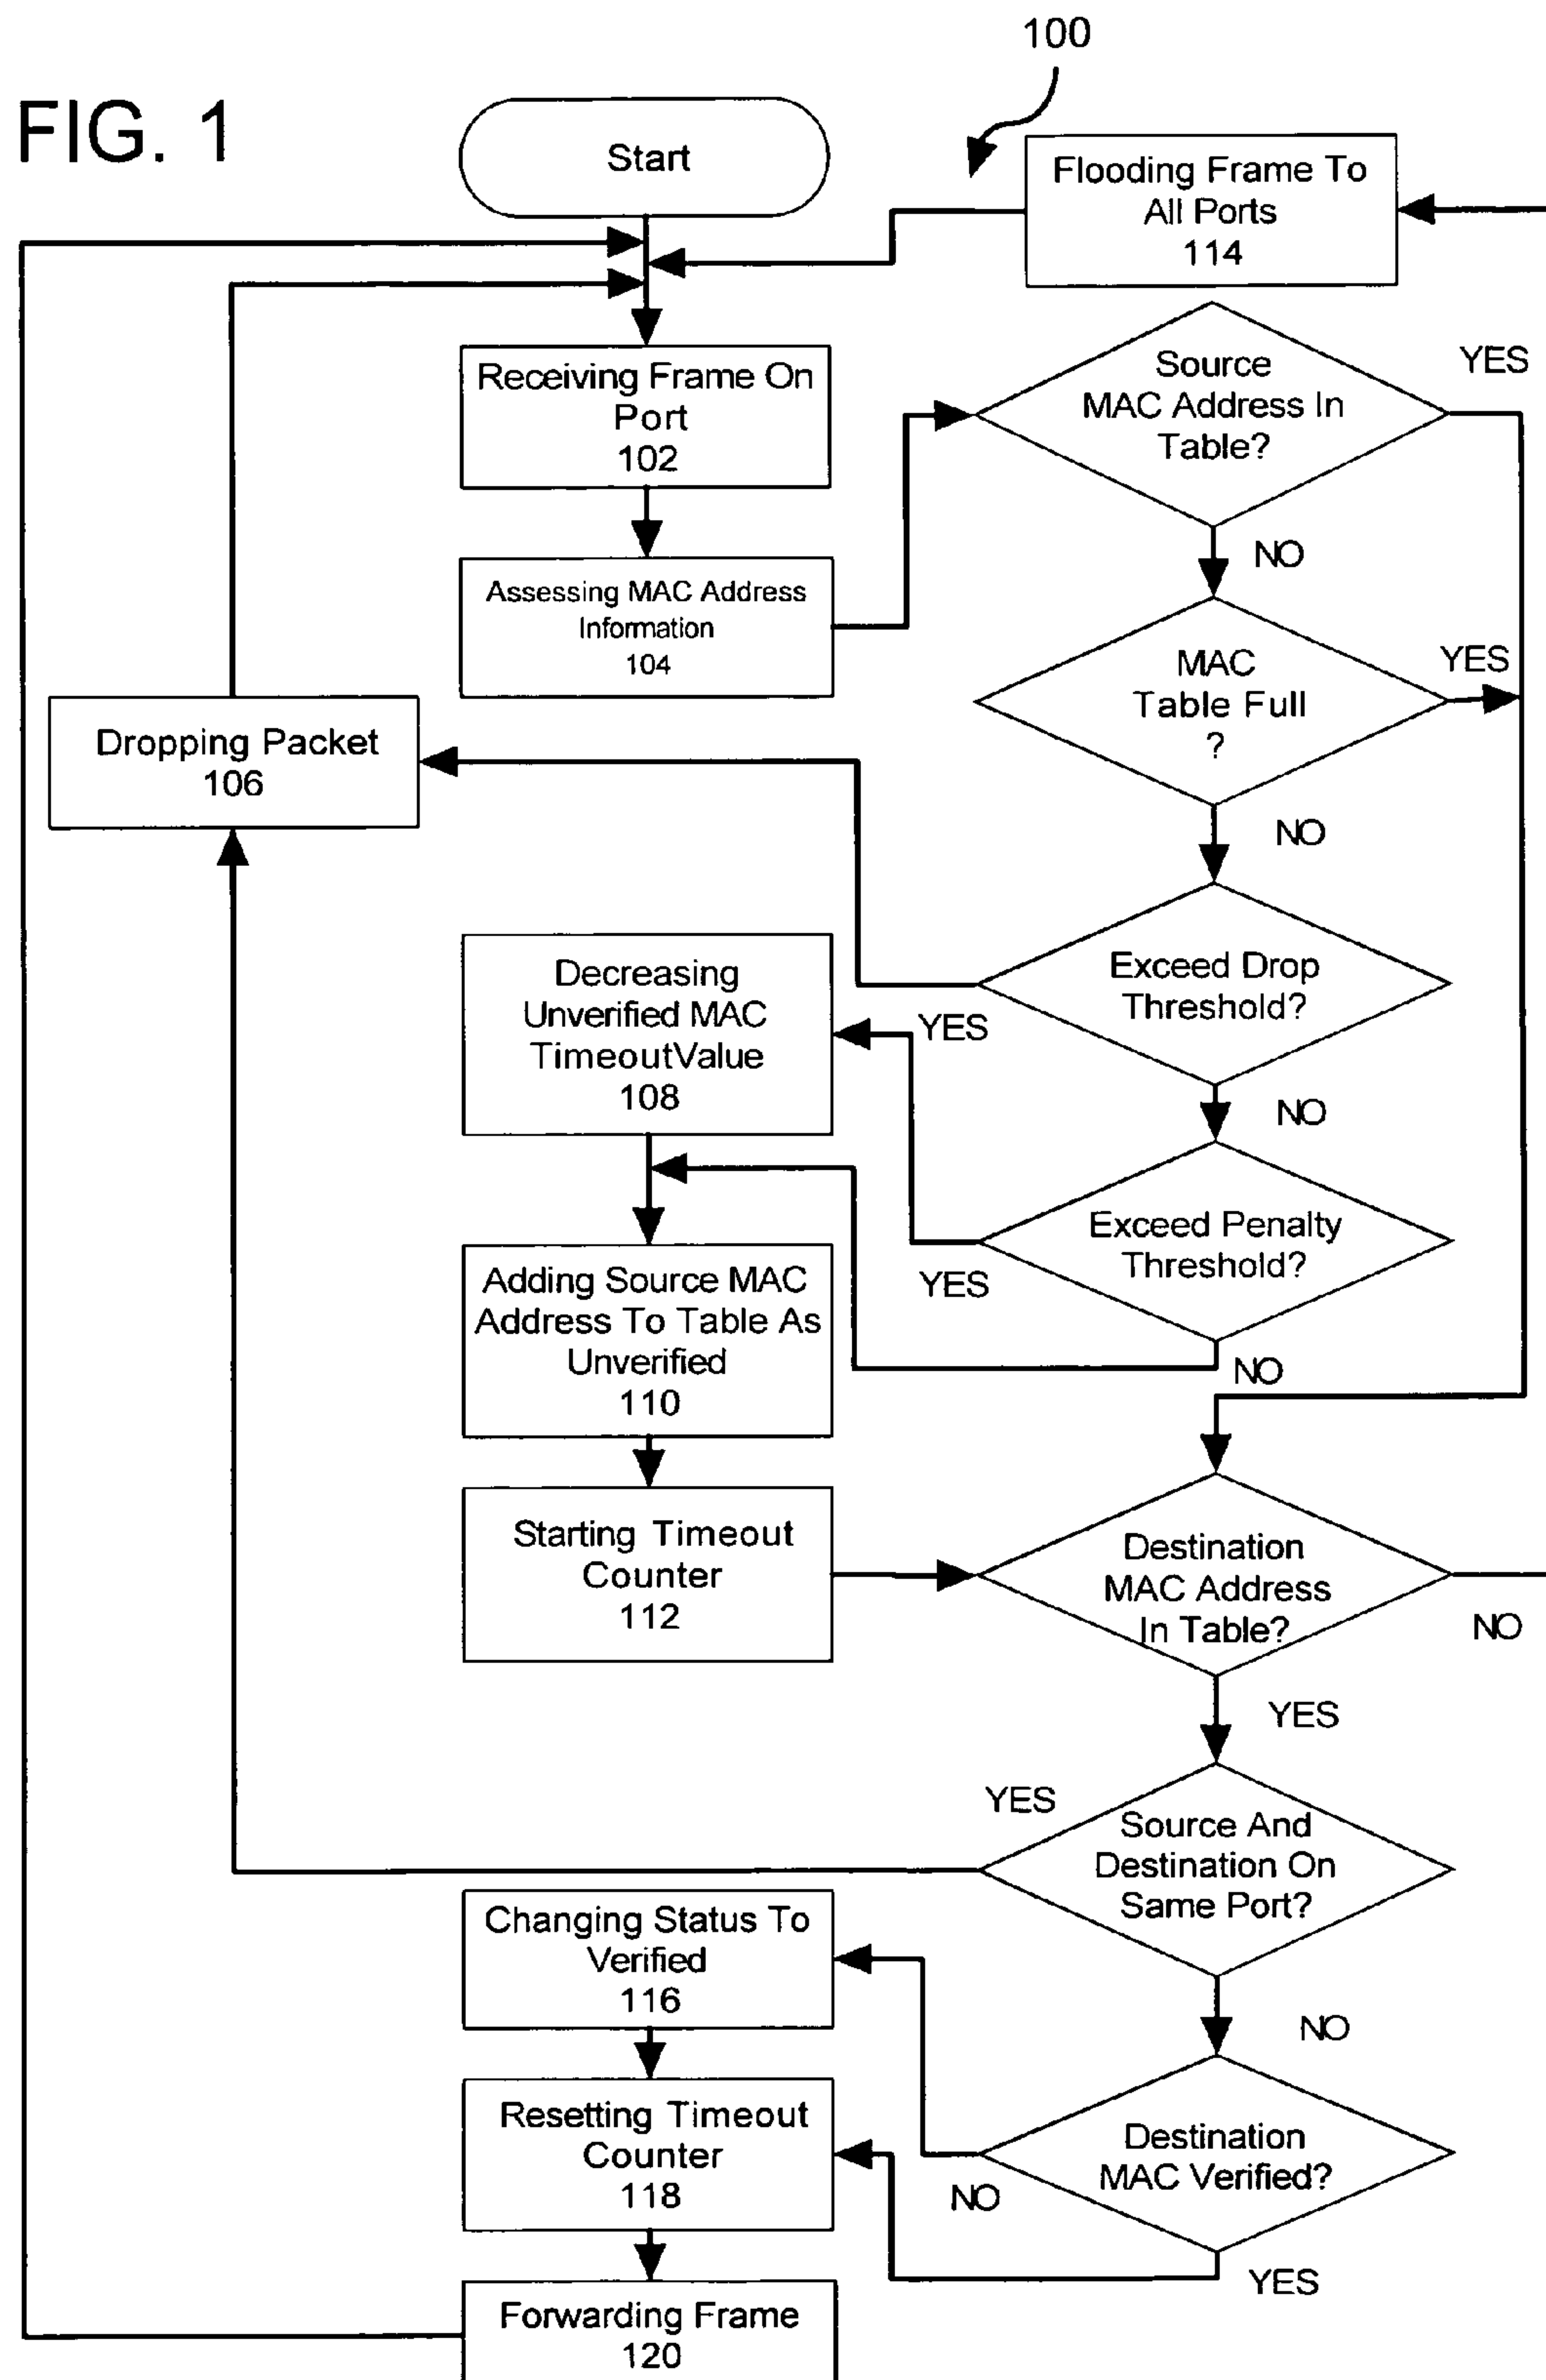 100
FIG. 1
Start
Flooding Frame To
All Ports
114
Receiving Frame On
Port
102
Source
MAC Address In
Table?
YES
NO
Assessing MAC Address
Information
104
MAC
Table Full
?
YES
NO
Dropping Packet
106
Exceed Drop
Threshold?
YES
NO
Decreasing
Unverified MAC
TimeoutValue
108
Exceed Penalty
Threshold?
YES
NO
Adding Source MAC
Address To Table As
Unverified
110
Starting Timeout
Counter
112
Destination
MAC Address
In Table?
NO
YES
YES
Source And
Destination On
Same Port?
NO
Changing Status To
Verified
116
Resetting Timeout
Counter
118
Destination
MAC Verified?
NO
YES
Forwarding Frame
120